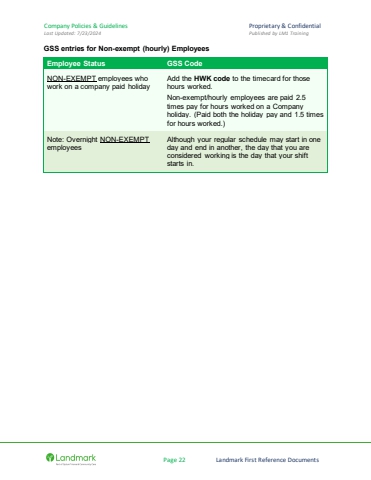 Company Policies & Guidelines Proprietary & Confidential
Last Updated: 7/23/2024 Published by LMS Training
GSS entries for Non-exempt (hourly) Employees
Employee Status GSS Code
NON-EXEMPT employees who
work on a company paid holiday
Add the HWK code to the timecard for those
hours worked.
Non-exempt/hourly employees are paid 2.5
times pay for hours worked on a Company
holiday. (Paid both the holiday pay and 1.5 times
for hours worked.)
Note: Overnight NON-EXEMPT
employees
Although your regular schedule may start in one
day and end in another, the day that you are
considered working is the day that your shift
starts in.
Landmark Page 22 Landmark First Reference Documents